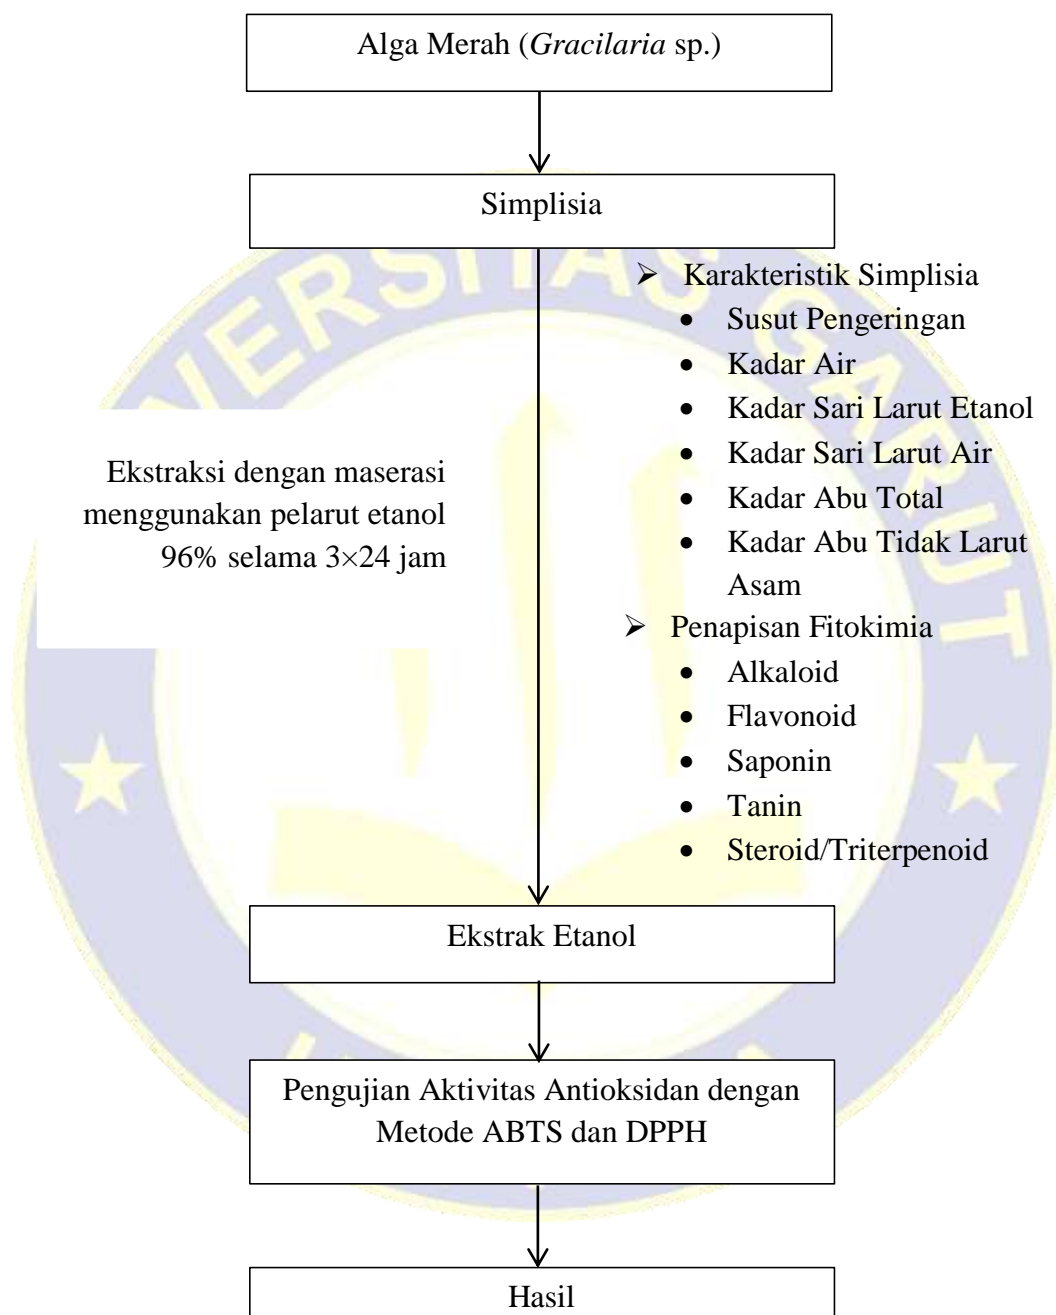 Alga Merah (Gracilaria sp.)
Simplisia
➢ Karakteristik Simplisia
• Susut Pengeringan
• Kadar Air
• Kadar Sari Larut Etanol
• Kadar Sari Larut Air
• Kadar Abu Total
• Kadar Abu Tidak Larut
Asam
➢ Penapisan Fitokimia
• Alkaloid
• Flavonoid
• Saponin
• Tanin
• Steroid/Triterpenoid
Ekstraksi dengan maserasi
menggunakan pelarut etanol
96% selama 3×24 jam
Ekstrak Etanol
Pengujian Aktivitas Antioksidan dengan
Metode ABTS dan DPPH
Hasil